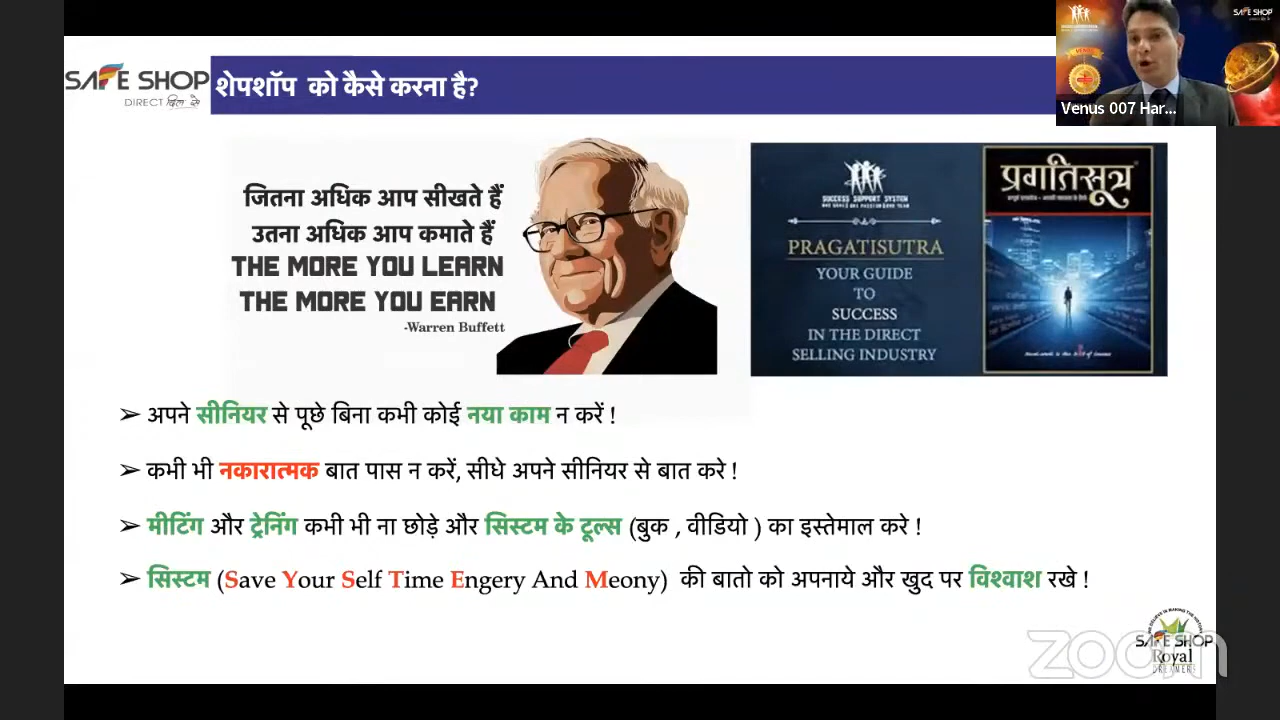 SAFE SHOP
DIRECT दिल से
शेपशॉप को कैसे करना है?
SAFE SHOP
Venus 007 Har...
जितना अधिक आप सीखते हैं
उतना अधिक आप कमाते हैं
THE MORE YOU LEARN
THE MORE YOU EARN
-Warren Buffett
SUCCESS SUPPORT SYSTEM
PRAGATISUTRA
YOUR GUIDE
TO
SUCCESS
IN THE DIRECT
SELLING INDUSTRY
प्रगतिसूत्र
➢ अपने सीनियर से पूछे बिना कभी कोई नया काम न करें !
➢ कभी भी नकारात्मक बात पास न करें, सीधे अपने सीनियर से बात करे !
➢ मीटिंग और ट्रेनिंग कभी भी ना छोड़े और सिस्टम के टूल्स (बुक , वीडियो ) का इस्तेमाल करे !
➢ सिस्टम (Save Your Self Time Engery And Meony) की बातो को अपनाये और खुद पर विश्वाश रखे !
zoom
SAFE SHOP
Royal